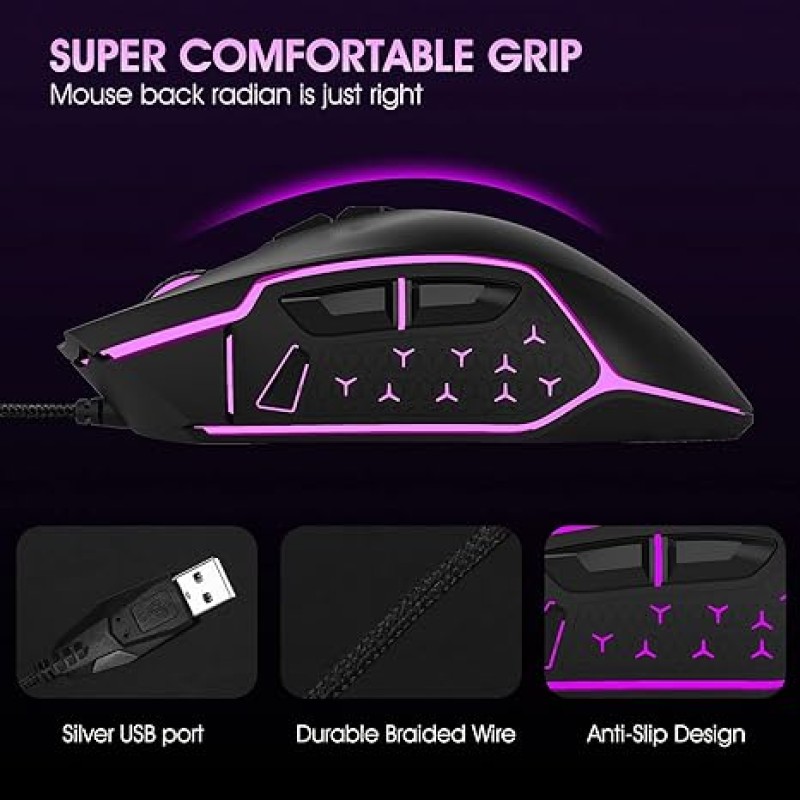 SUPER COMFORTABLE GRIP
Mouse back radian is just right
Silver USB port
Durable Braided Wire
Anti-Slip Design